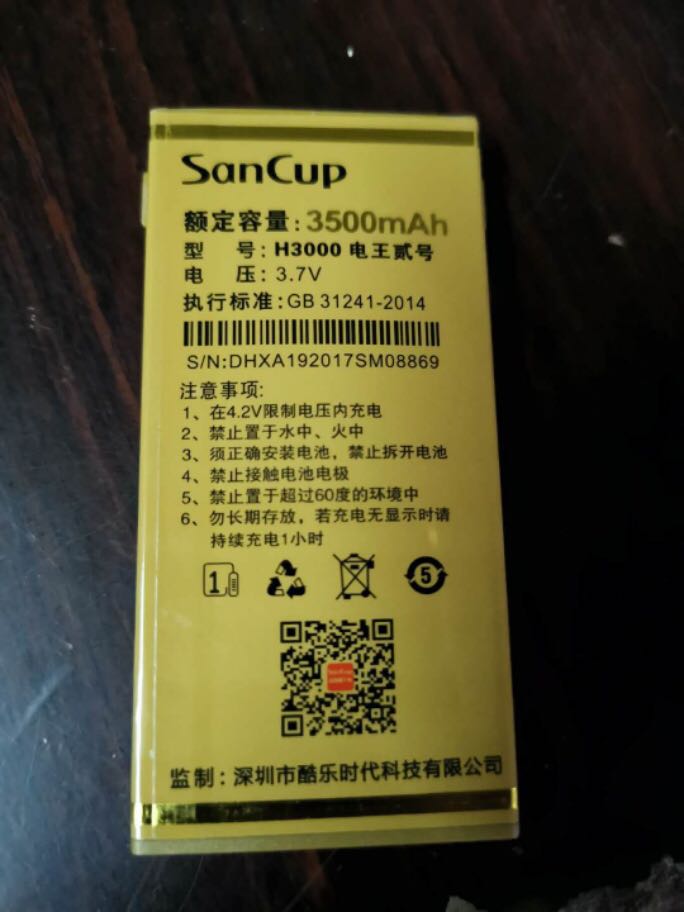 SanCup
额定容量: 3500mAh
型 号: H3000 电王贰号
电 压: 3.7V
执行标准: GB 31241-2014
S/N:DHXA192017SM08869
注意事项:
1、在4.2V限制电压内充电
2、禁止置于水中、火中
3、须正确安装电池，禁止拆开电池
4、禁止接触电池电极
5、禁止置于超过60度的环境中
6、勿长期存放，若充电无显示时请
持续充电1小时
1
5
监制: 深圳市酷乐时代科技有限公司